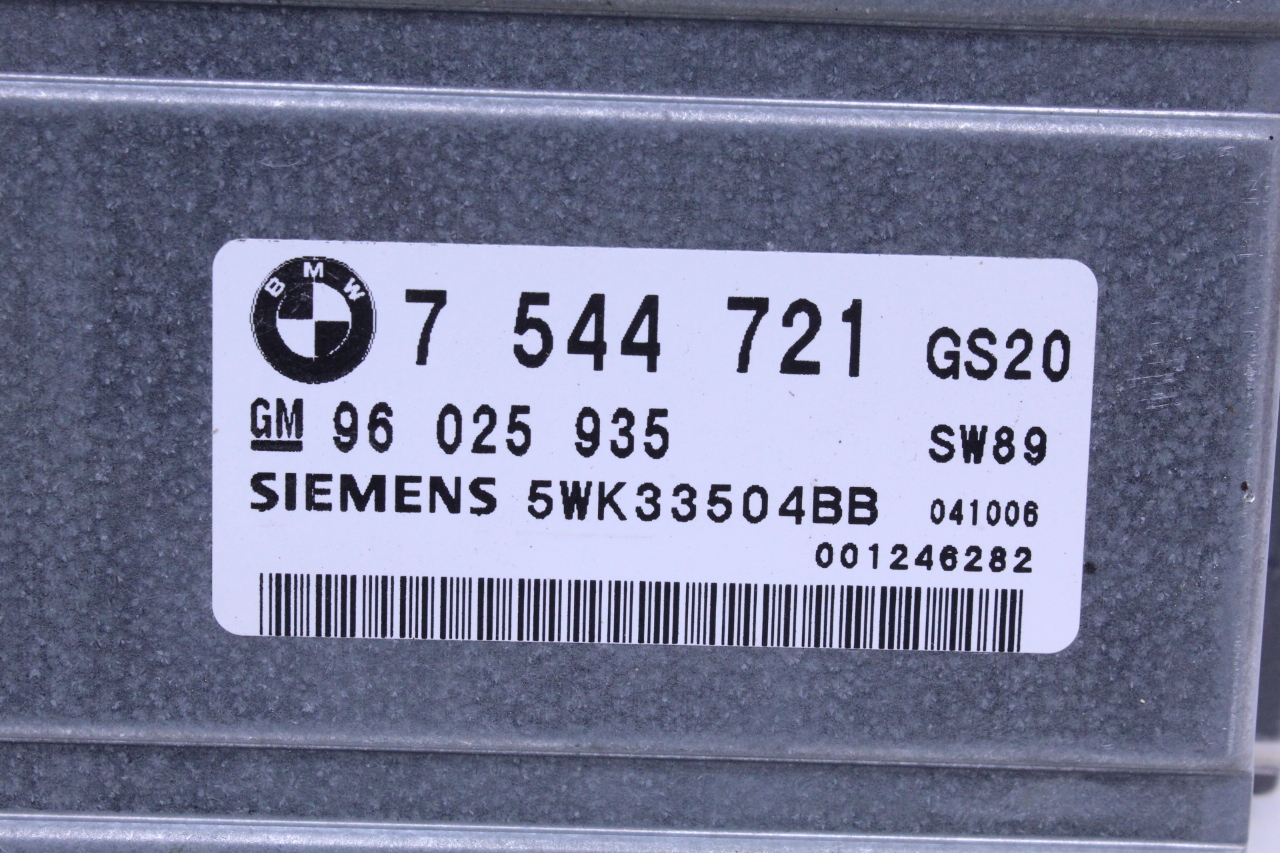 BMW 7 544 721 GS20
GM 96 025 935 SW89
SIEMENS 5WK33504BB 041006
001246282